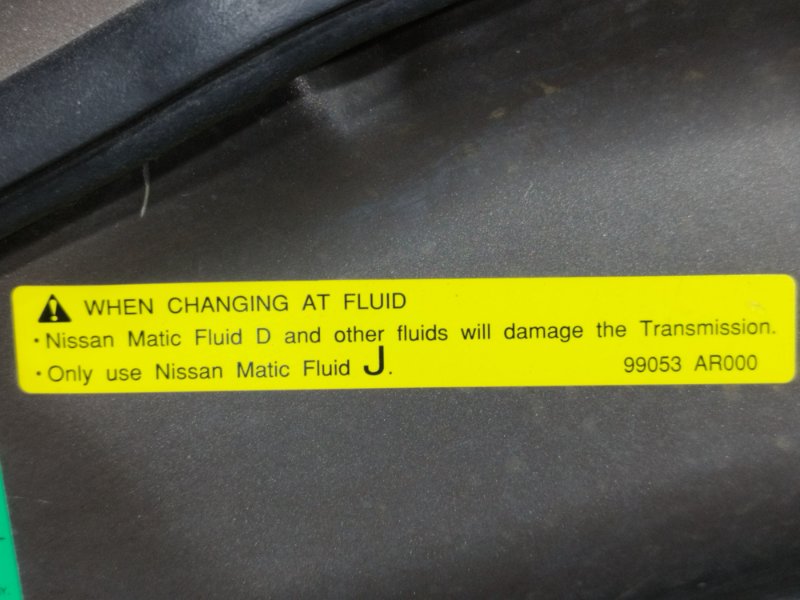 WHEN CHANGING AT FLUID
• Nissan Matic Fluid D and other fluids will damage the Transmission.
• Only use Nissan Matic Fluid J. 99053 AR000